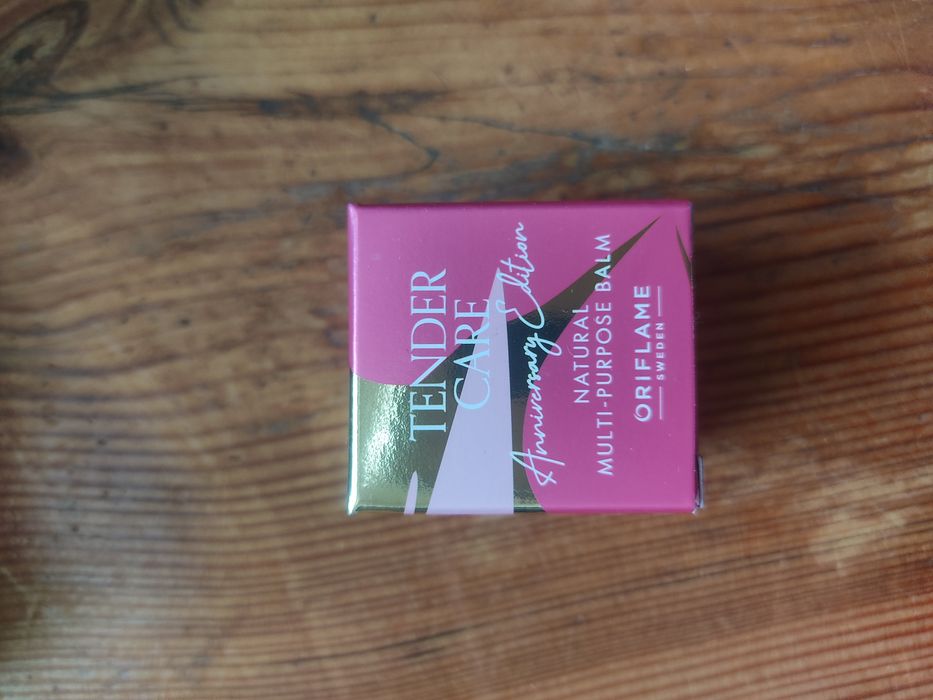 TENDER
CARE
Anniversary Edition
NATURAL
MULTI-PURPOSE BALM
ORIFLAME
SWEDEN